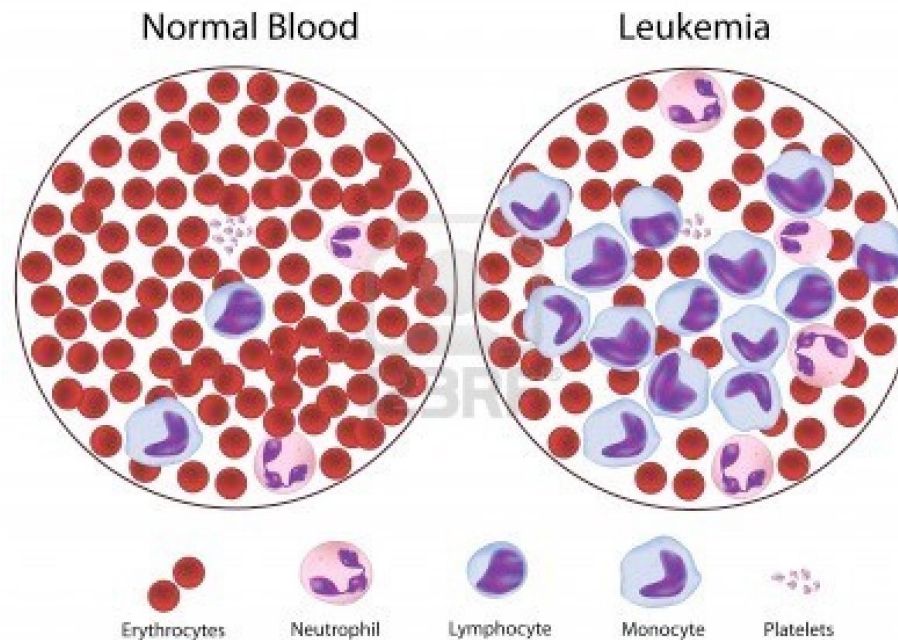 Normal Blood
Leukemia
Erythrocytes
Neutrophil
Lymphocyte
Monocyte
Platelets